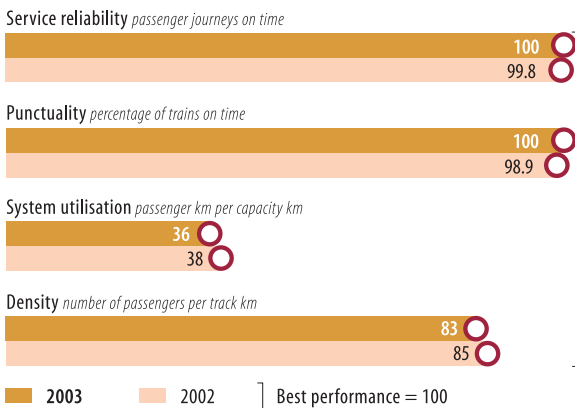 Service reliability passenger journeys on time
100
99.8
Punctuality percentage of trains on time
100
98.9
System utilisation passenger km per capacity km
36
38
Density number of passengers per track km
83
85
2003 2002 Best performance = 100